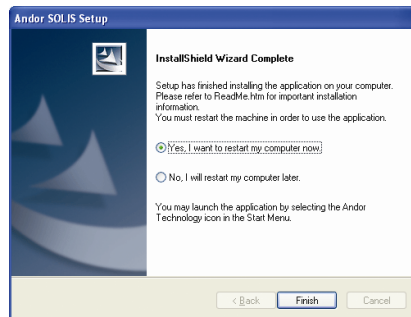 Andor SOLIS Setup
InstallShield Wizard Complete
Setup has finished installing the application on your computer.
Please refer to ReadMe.htm for important installation
information.
You must restart the machine in order to use the application.
Yes, I want to restart my computer now.
No, I will restart my computer later.
You may launch the application by selecting the Andor
Technology icon in the Start Menu.
< Back
Finish
Cancel